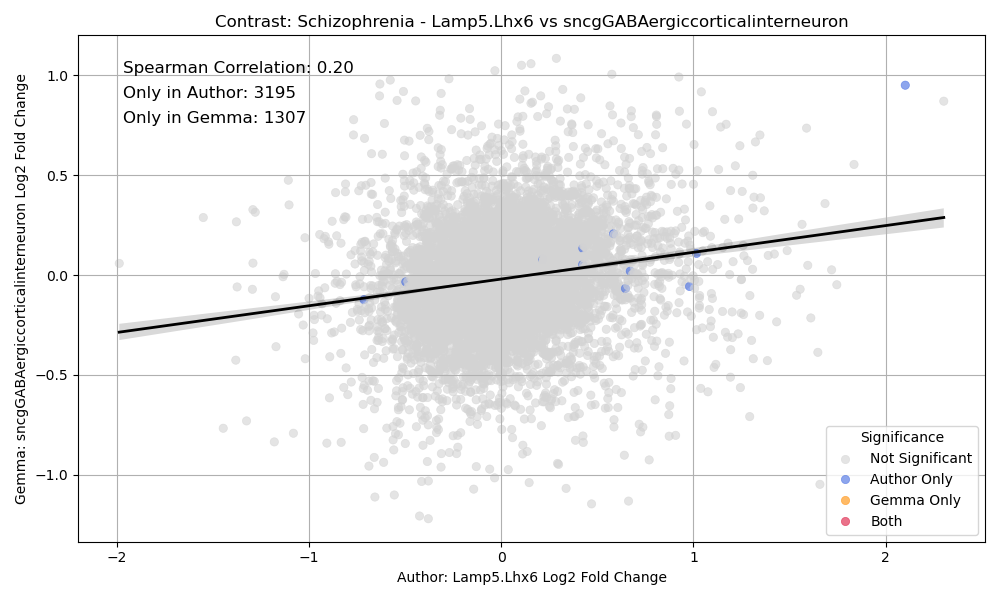 Contrast: Schizophrenia - Lamp5.Lhx6 vs sncgGABAergiccorticalinterneuron
Spearman Correlation: 0.20
Only in Author: 3195
Only in Gemma: 1307
Gemma: sncgGABAergiccorticalinterneuron Log2 Fold Change
1.0
0.5
0.0
−0.5
−1.0
Significance
Not Significant
Author Only
Gemma Only
Both
−2
−1
0
1
2
Author: Lamp5.Lhx6 Log2 Fold Change